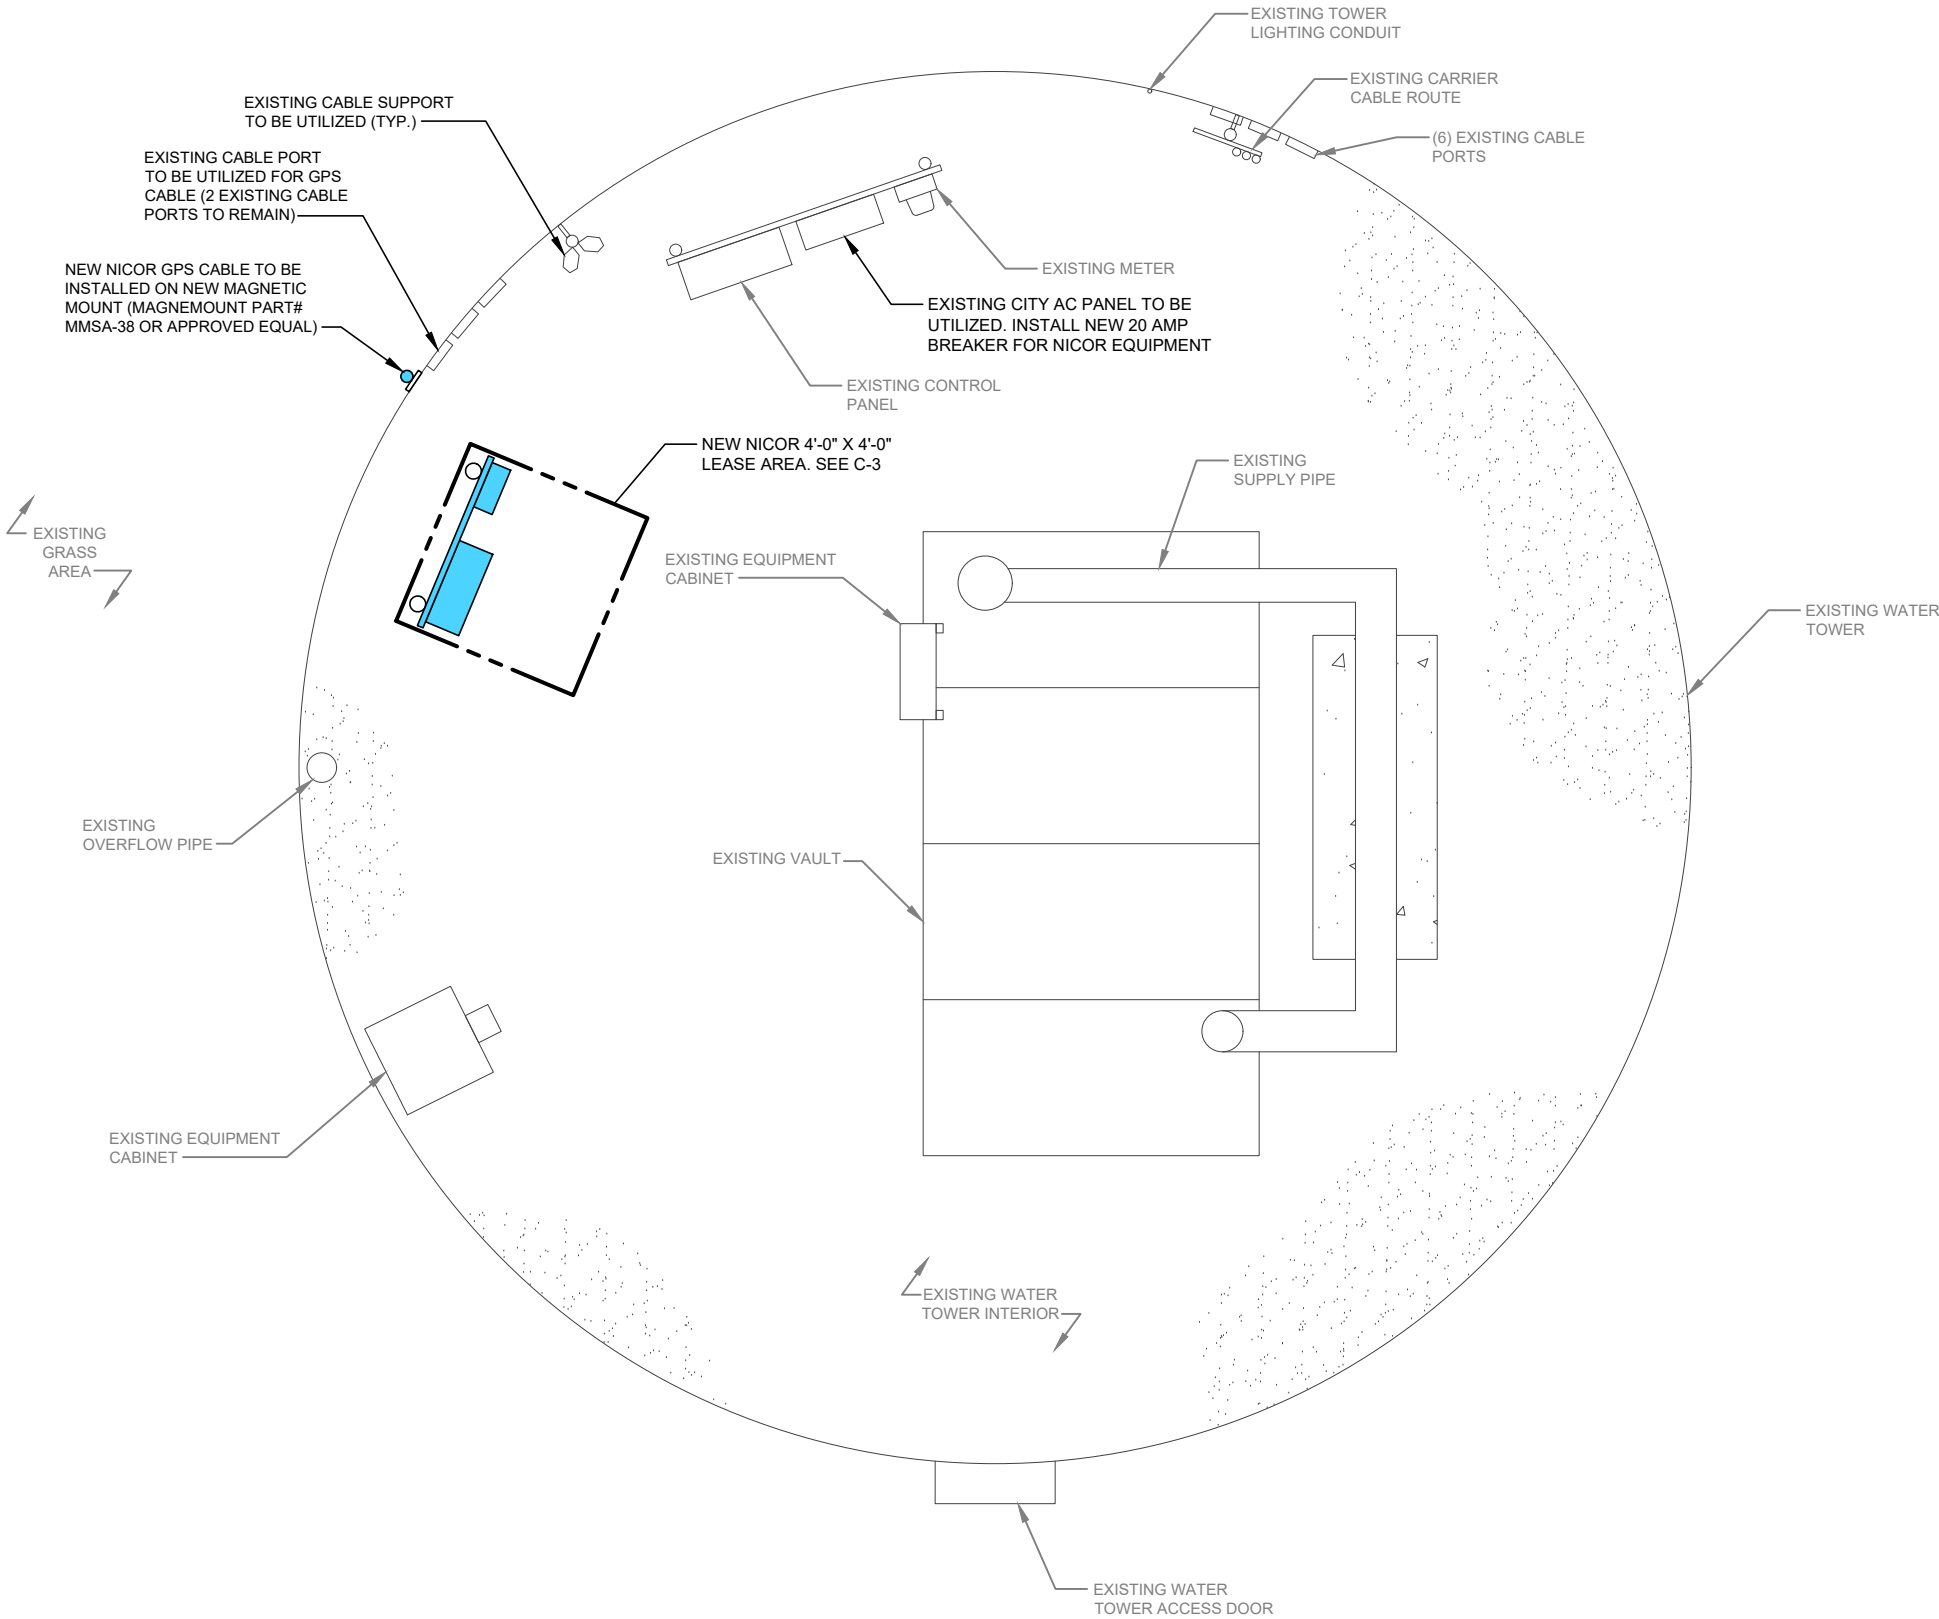 EXISTING TOWER
LIGHTING CONDUIT
EXISTING CARRIER
CABLE ROUTE
(6) EXISTING CABLE
PORTS
EXISTING CABLE SUPPORT
TO BE UTILIZED (TYP.)
EXISTING CABLE PORT
TO BE UTILIZED FOR GPS
CABLE (2 EXISTING CABLE
PORTS TO REMAIN)
NEW NICOR GPS CABLE TO BE
INSTALLED ON NEW MAGNETIC
MOUNT (MAGNEMOUNT PART#
MMSA-38 OR APPROVED EQUAL)
EXISTING METER
EXISTING CITY AC PANEL TO BE
UTILIZED. INSTALL NEW 20 AMP
BREAKER FOR NICOR EQUIPMENT
EXISTING CONTROL
PANEL
NEW NICOR 4'-0" X 4'-0"
LEASE AREA. SEE C-3
EXISTING
SUPPLY PIPE
EXISTING
GRASS
AREA
EXISTING EQUIPMENT
CABINET
EXISTING WATER
TOWER
EXISTING
OVERFLOW PIPE
EXISTING VAULT
EXISTING EQUIPMENT
CABINET
EXISTING WATER
TOWER INTERIOR
EXISTING WATER
TOWER ACCESS DOOR